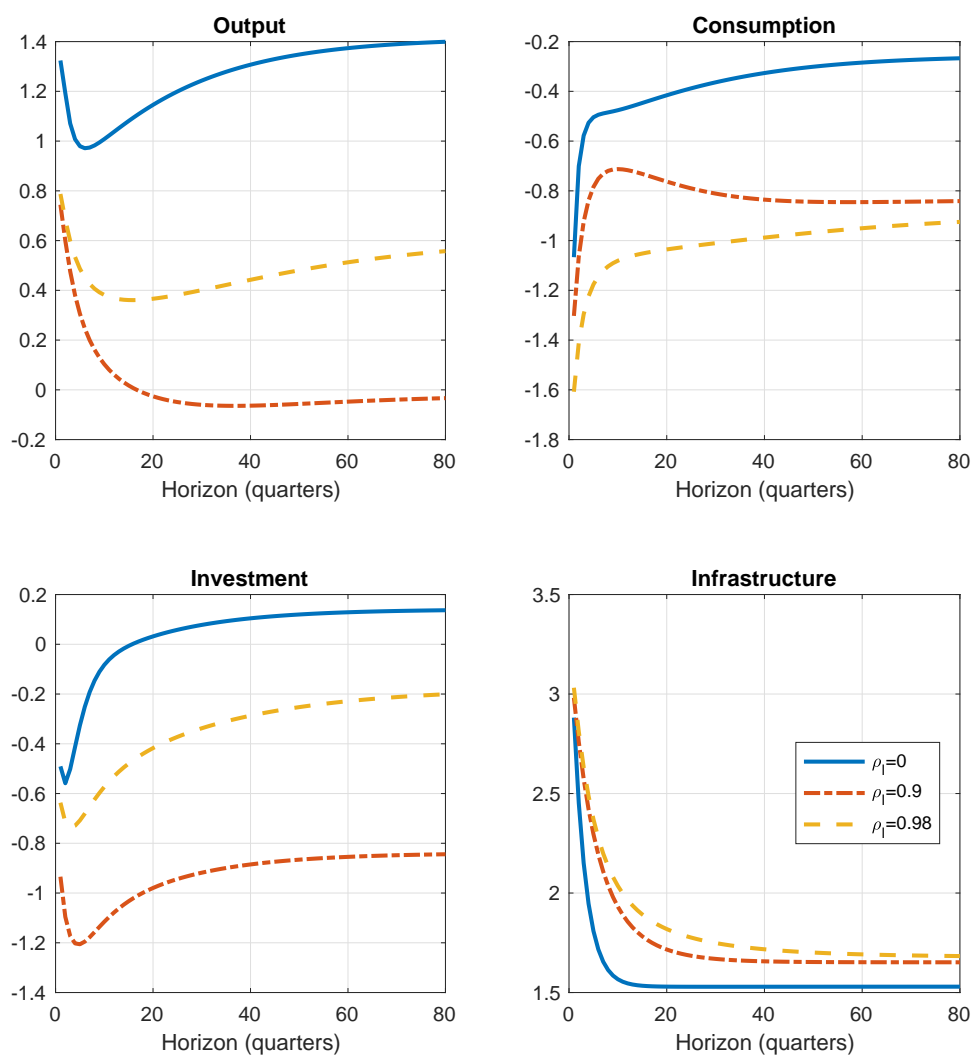 Output
1.4
1.2
1
0.8
0.6
0.4
0.2
0
-0.2
0 20 40 60 80
Horizon (quarters)
Consumption
-0.2
-0.4
-0.6
-0.8
-1
-1.2
-1.4
-1.6
-1.8
0 20 40 60 80
Horizon (quarters)
Investment
0.2
0
-0.2
-0.4
-0.6
-0.8
-1
-1.2
-1.4
0 20 40 60 80
Horizon (quarters)
Infrastructure
3.5
3
2.5
2
1.5
ρ_I=0
ρ_I=0.9
ρ_I=0.98
0 20 40 60 80
Horizon (quarters)